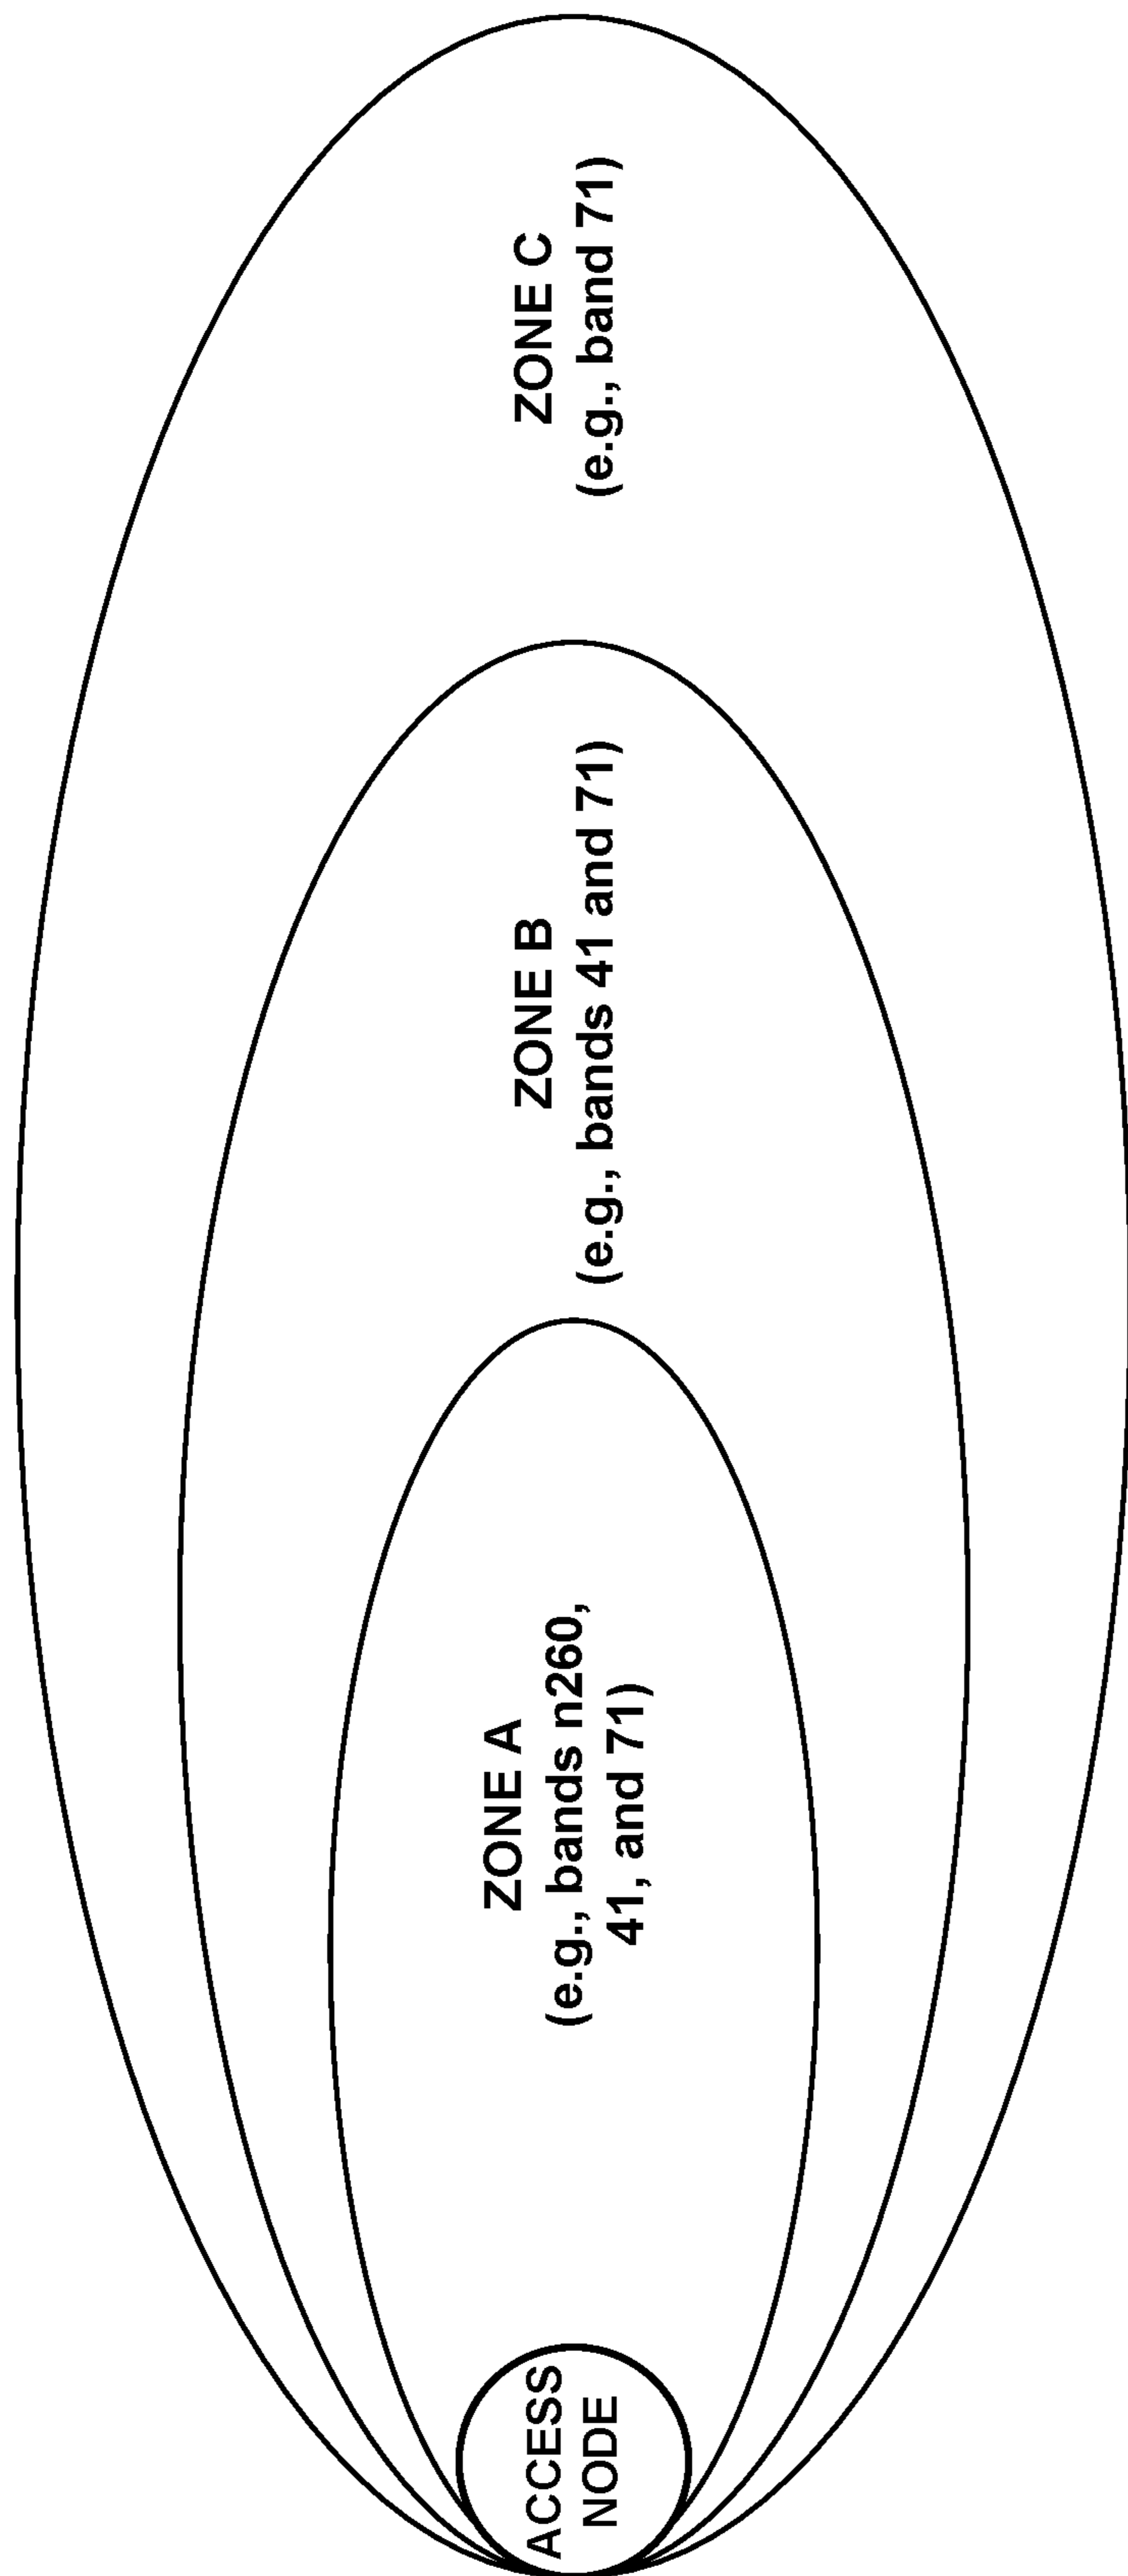 ACCESS
NODE
ZONE A
(e.g., bands n260,
41, and 71)
ZONE B
(e.g., bands 41 and 71)
ZONE C
(e.g., band 71)